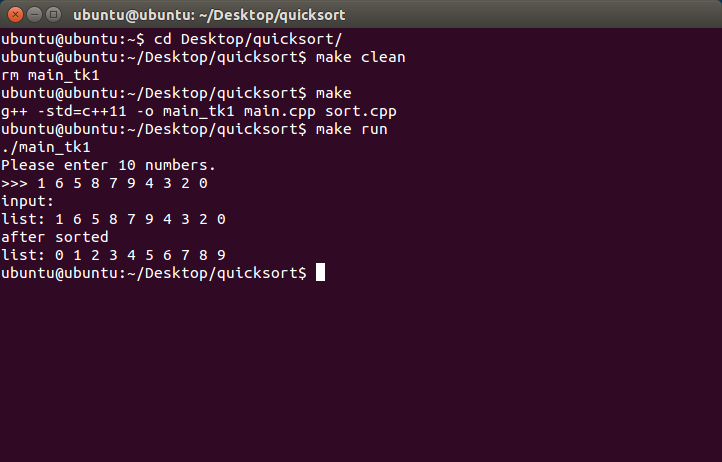 ubuntu@ubuntu: ~/Desktop/quicksort
ubuntu@ubuntu:~$ cd Desktop/quicksort/
ubuntu@ubuntu:~/Desktop/quicksort$ make clean
rm main_tk1
ubuntu@ubuntu:~/Desktop/quicksort$ make
g++ -std=c++11 -o main_tk1 main.cpp sort.cpp
ubuntu@ubuntu:~/Desktop/quicksort$ make run
./main_tk1
Please enter 10 numbers.
>>> 1 6 5 8 7 9 4 3 2 0
input:
list: 1 6 5 8 7 9 4 3 2 0
after sorted
list: 0 1 2 3 4 5 6 7 8 9
ubuntu@ubuntu:~/Desktop/quicksort$